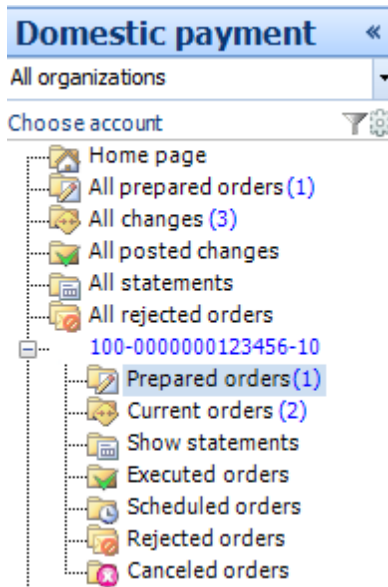 Domestic payment «
All organizations
Choose account
Home page
All prepared orders (1)
All changes (3)
All posted changes
All statements
All rejected orders
100-0000000123456-10
Prepared orders(1)
Current orders (2)
Show statements
Executed orders
Scheduled orders
Rejected orders
Canceled orders